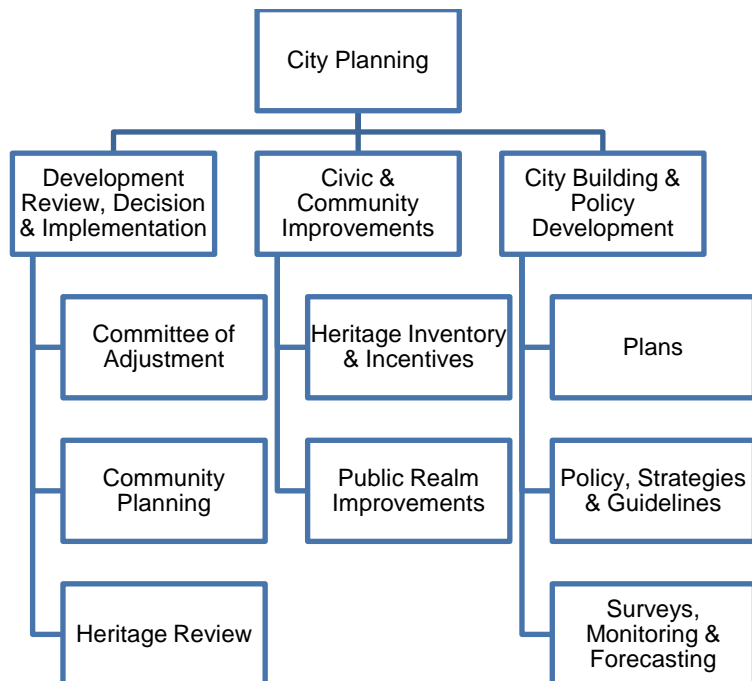 City Planning
Development
Review, Decision
& Implementation
Civic &
Community
Improvements
City Building &
Policy
Development
Committee of
Adjustment
Heritage Inventory
& Incentives
Plans
Community
Planning
Public Realm
Improvements
Policy, Strategies
& Guidelines
Heritage Review
Surveys,
Monitoring &
Forecasting